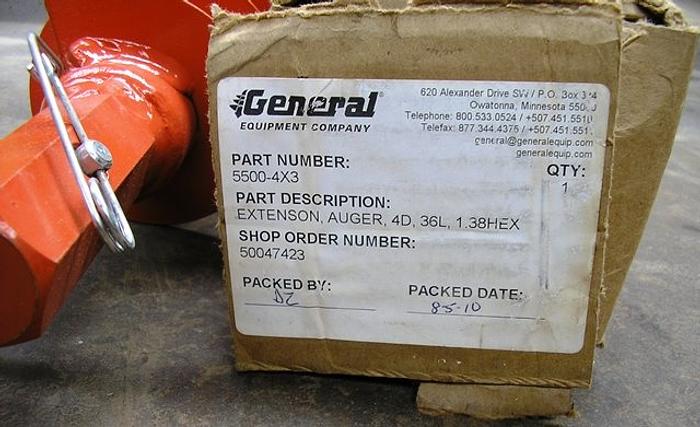 General
EQUIPMENT COMPANY
620 Alexander Drive SW / P.O. Box
Owatonna, Minnesota
Telephone: 800.533.0524 / +507.451.5510
Telefax: 877.344.4375 /
general@generalequip.com
generalequip.com
PART NUMBER:
5500-4X3
QTY:
1
PART DESCRIPTION:
EXTENSON, AUGER, 4D, 36L, 1.38HEX
SHOP ORDER NUMBER:
50047423
PACKED BY:
DZ
PACKED DATE:
8-5-10